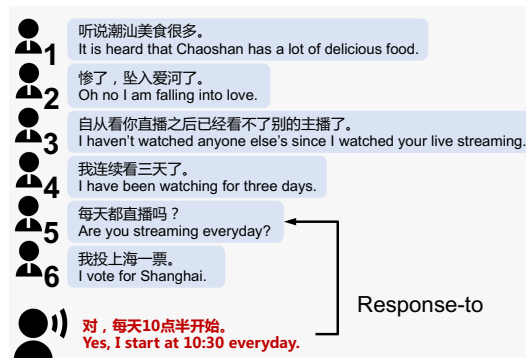 1
听说潮汕美食很多。
It is heard that Chaoshan has a lot of delicious food.
2
惨了，坠入爱河了。
Oh no I am falling into love.
3
自从看你直播之后已经看不了别的主播了。
I haven't watched anyone else's since I watched your live streaming.
4
我连续看三天了。
I have been watching for three days.
5
每天都直播吗？
Are you streaming everyday?
6
我投上海一票。
I vote for Shanghai.
Response-to
对，每天10点半开始。
Yes, I start at 10:30 everyday.